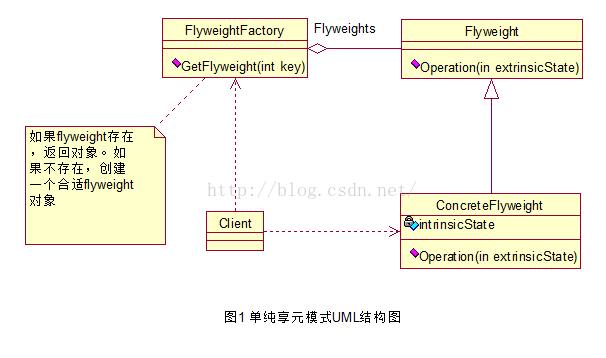 FlyweightFactory
GetFlyweight(int key)
Flyweights
Flyweight
Operation(in extrinsicState)
如果flyweight存在
，返回对象。如
果不存在，创建
一个合适flyweight
对象
http://blog.csdn.net/
Client
ConcreteFlyweight
intrinsicState
Operation(in extrinsicState)
图1 单纯享元模式UML结构图